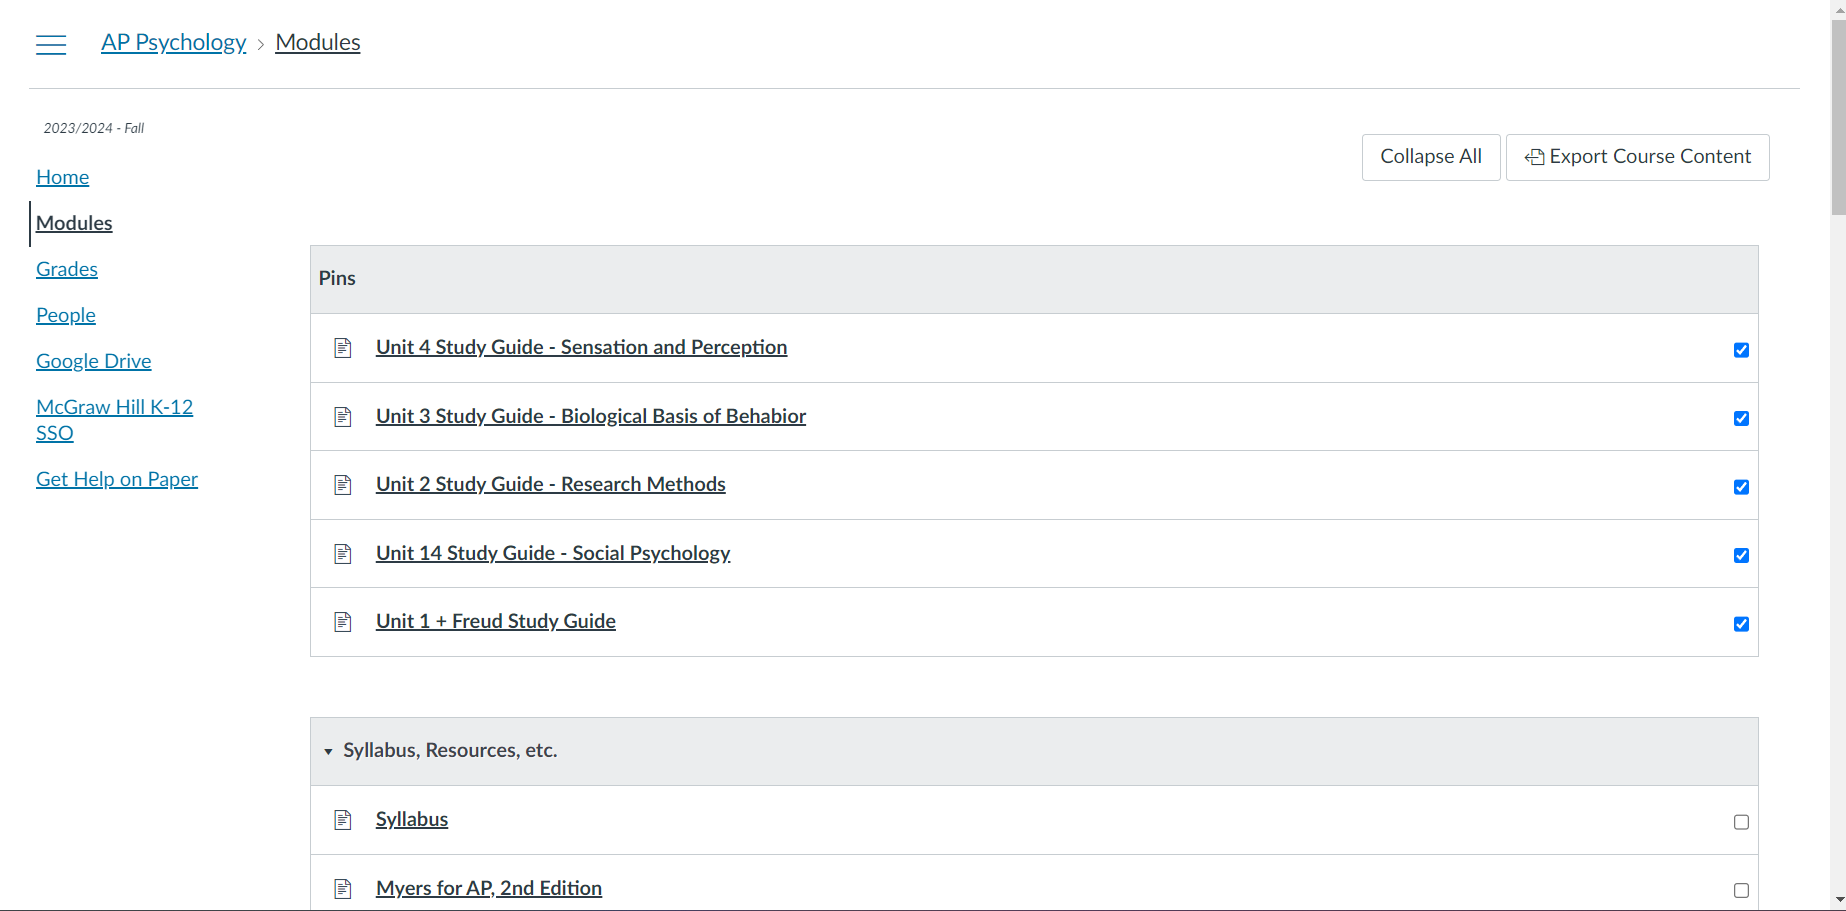 AP Psychology > Modules
2023/2024 - Fall
Home
Modules
Grades
People
Google Drive
McGraw Hill K-12
SSO
Get Help on Paper
Collapse All
Export Course Content
Pins
Unit 4 Study Guide - Sensation and Perception
Unit 3 Study Guide - Biological Basis of Behabior
Unit 2 Study Guide - Research Methods
Unit 14 Study Guide - Social Psychology
Unit 1 + Freud Study Guide
Syllabus, Resources, etc.
Syllabus
Myers for AP, 2nd Edition